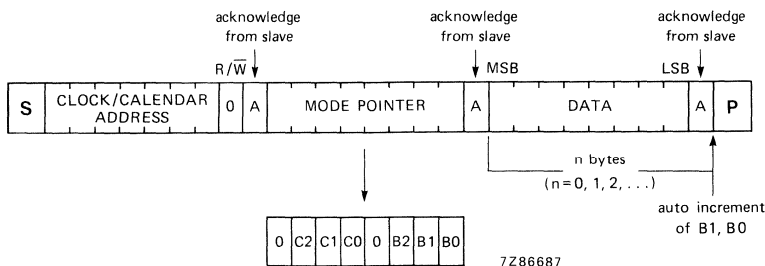 acknowledge
from slave
acknowledge
from slave
acknowledge
from slave
R/W̅
MSB
LSB
S
CLOCK/CALENDAR
ADDRESS
0
A
MODE POINTER
A
DATA
A
P
n bytes
(n=0, 1, 2, ...)
auto increment
of B1, B0
0 C2 C1 C0 0 B2 B1 B0
7Z86687